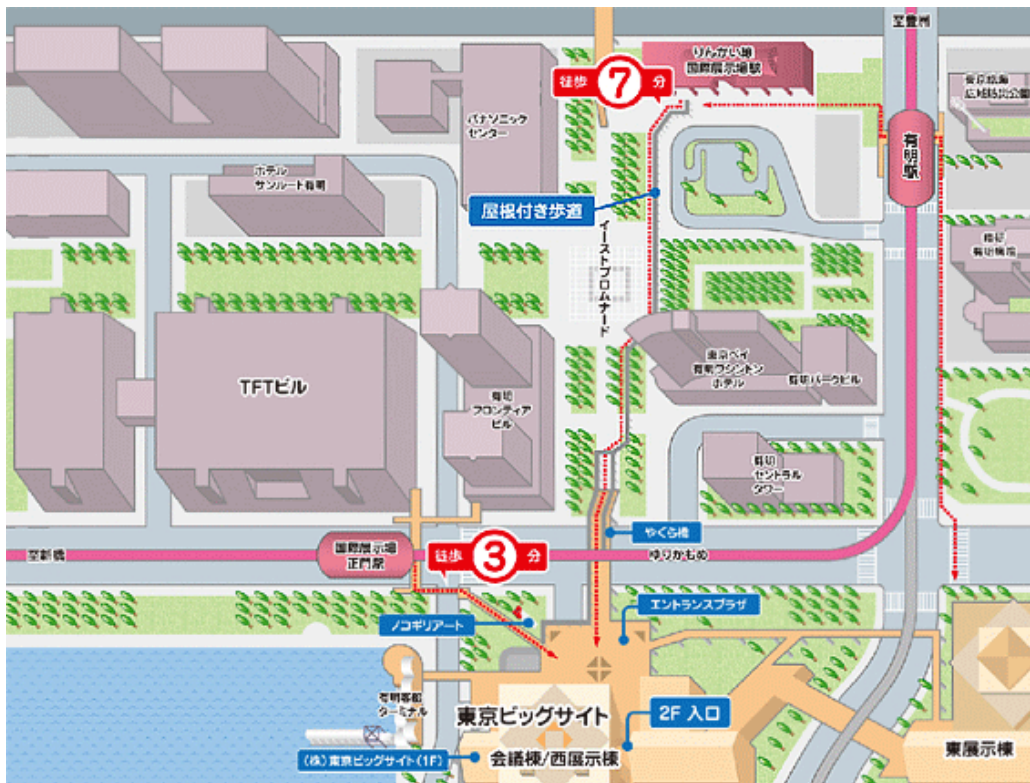 至豊洲
りんかい線
国際展示場駅
徒歩 7 分
パナソニック
センター
有明駅
ホテル
サンルート有明
屋根付き歩道
イーストプロムナード
東京ベイ
有明ワシントン
ホテル
有明パークビル
TFTビル
有明
フロンティア
ビル
有明
セントラル
タワー
やぐら橋
至新橋
国際展示場
正門駅
徒歩 3 分
ゆりかもめ
ノコギリアート
エントランスプラザ
有明客船
ターミナル
東京ビッグサイト
2F 入口
(株)東京ビッグサイト(1F)
会議棟/西展示棟
東展示棟